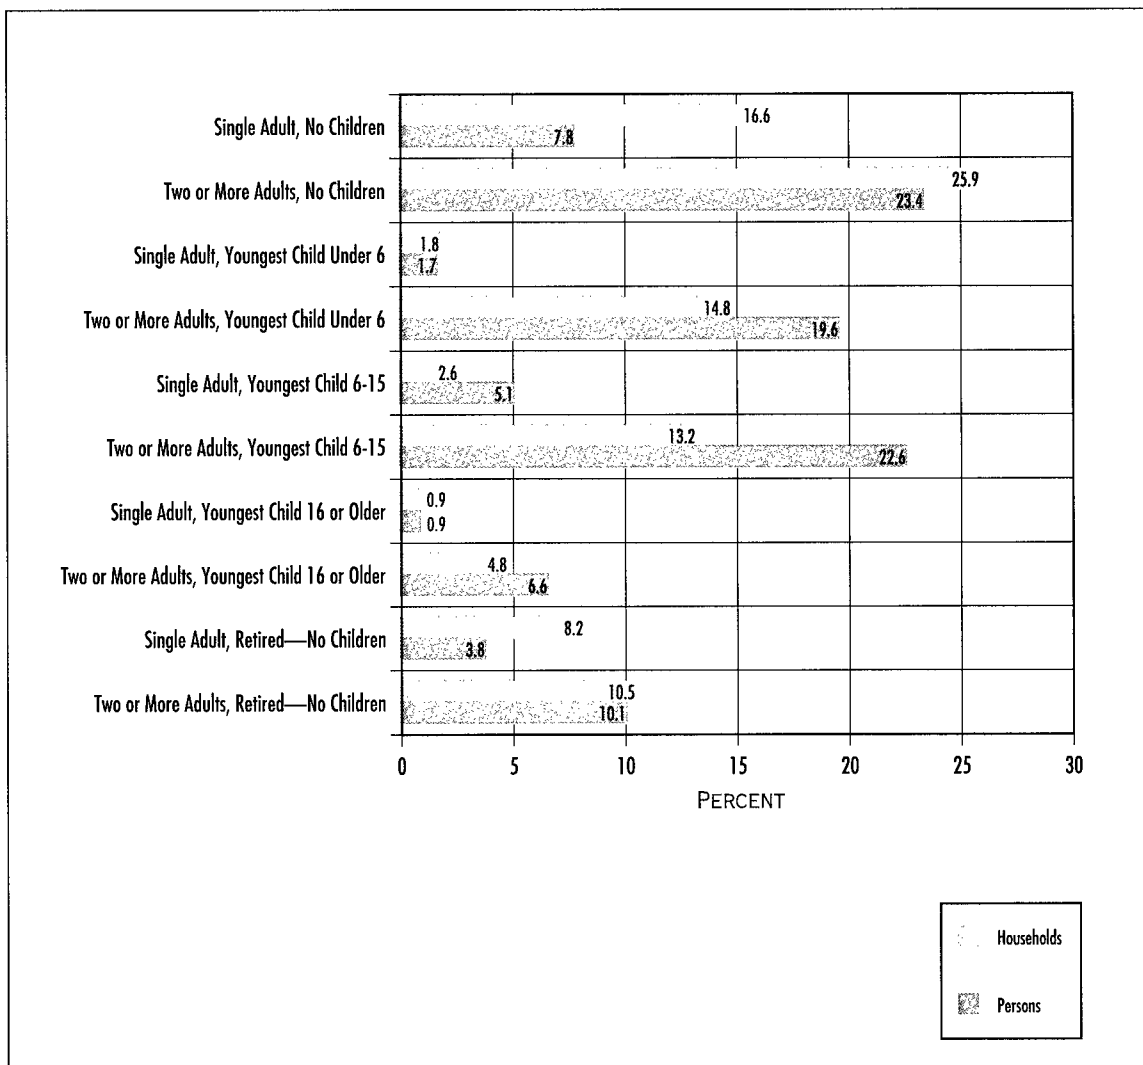 Single Adult, No Children
16.6
7.8
Two or More Adults, No Children
25.9
23.4
Single Adult, Youngest Child Under 6
1.8
1.7
Two or More Adults, Youngest Child Under 6
14.8
19.6
Single Adult, Youngest Child 6-15
2.6
5.1
Two or More Adults, Youngest Child 6-15
13.2
22.6
Single Adult, Youngest Child 16 or Older
0.9
0.9
Two or More Adults, Youngest Child 16 or Older
4.8
6.6
Single Adult, Retired—No Children
8.2
3.8
Two or More Adults, Retired—No Children
10.5
10.1
0 5 10 15 20 25 30
PERCENT
Households
Persons